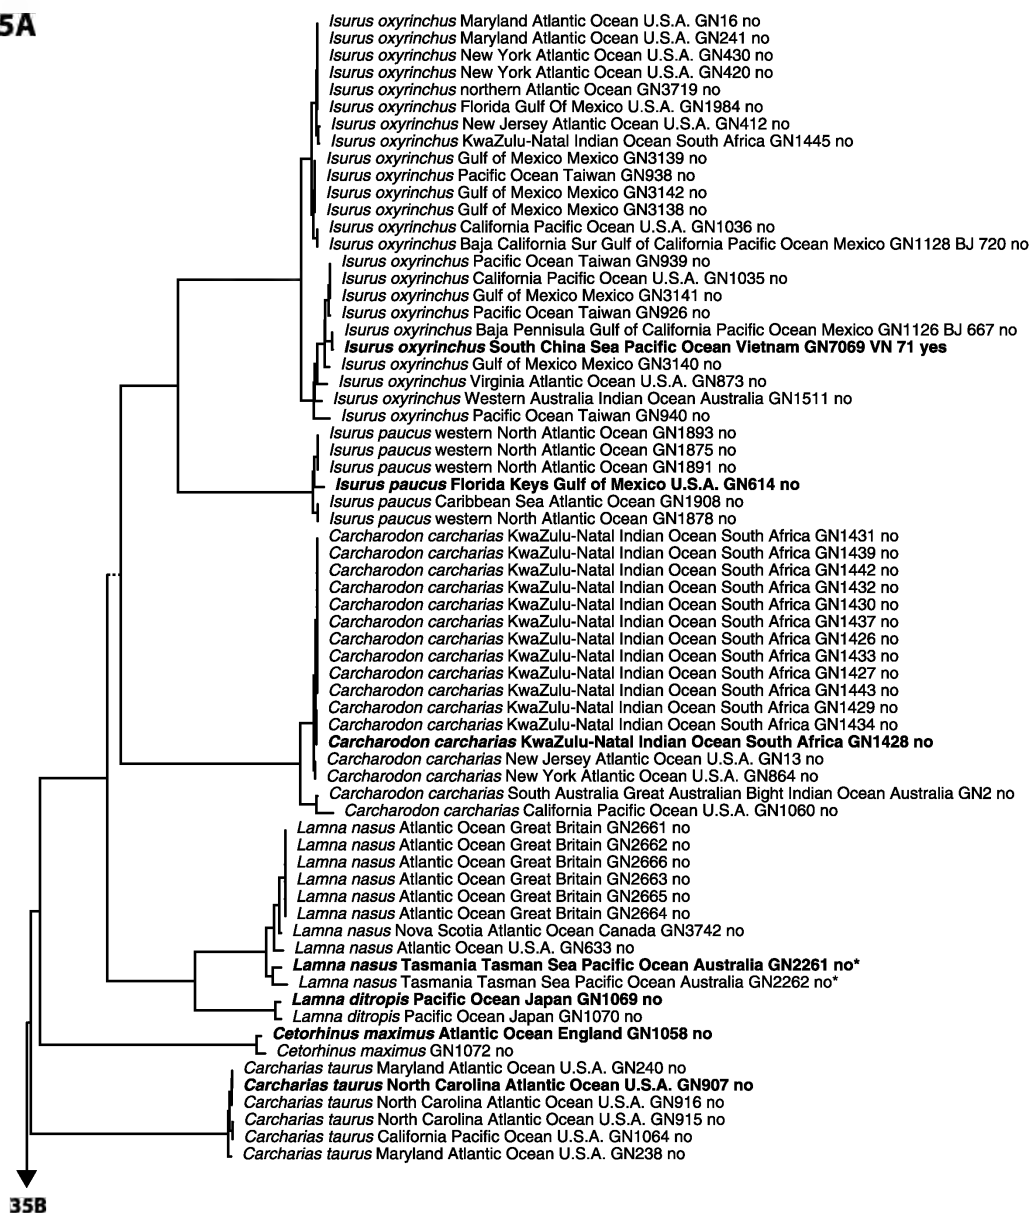 5A
Isurus oxyrinchus Maryland Atlantic Ocean U.S.A. GN16 no
Isurus oxyrinchus Maryland Atlantic Ocean U.S.A. GN241 no
Isurus oxyrinchus New York Atlantic Ocean U.S.A. GN430 no
Isurus oxyrinchus New York Atlantic Ocean U.S.A. GN420 no
Isurus oxyrinchus northern Atlantic Ocean GN3719 no
Isurus oxyrinchus Florida Gulf Of Mexico U.S.A. GN1984 no
Isurus oxyrinchus New Jersey Atlantic Ocean U.S.A. GN412 no
Isurus oxyrinchus KwaZulu-Natal Indian Ocean South Africa GN1445 no
Isurus oxyrinchus Gulf of Mexico Mexico GN3139 no
Isurus oxyrinchus Pacific Ocean Taiwan GN938 no
Isurus oxyrinchus Gulf of Mexico Mexico GN3142 no
Isurus oxyrinchus Gulf of Mexico Mexico GN3138 no
Isurus oxyrinchus California Pacific Ocean U.S.A. GN1036 no
Isurus oxyrinchus Baja California Sur Gulf of California Pacific Ocean Mexico GN1128 BJ 720 no
Isurus oxyrinchus Pacific Ocean Taiwan GN939 no
Isurus oxyrinchus California Pacific Ocean U.S.A. GN1035 no
Isurus oxyrinchus Gulf of Mexico Mexico GN3141 no
Isurus oxyrinchus Pacific Ocean Taiwan GN926 no
Isurus oxyrinchus Baja Pennisula Gulf of California Pacific Ocean Mexico GN1126 BJ 667 no
Isurus oxyrinchus South China Sea Pacific Ocean Vietnam GN7069 VN 71 yes
Isurus oxyrinchus Gulf of Mexico Mexico GN3140 no
Isurus oxyrinchus Virginia Atlantic Ocean U.S.A. GN873 no
Isurus oxyrinchus Western Australia Indian Ocean Australia GN1511 no
Isurus oxyrinchus Pacific Ocean Taiwan GN940 no
Isurus paucus western North Atlantic Ocean GN1893 no
Isurus paucus western North Atlantic Ocean GN1875 no
Isurus paucus western North Atlantic Ocean GN1891 no
Isurus paucus Florida Keys Gulf of Mexico U.S.A. GN614 no
Isurus paucus Caribbean Sea Atlantic Ocean GN1908 no
Isurus paucus western North Atlantic Ocean GN1878 no
Carcharodon carcharias KwaZulu-Natal Indian Ocean South Africa GN1431 no
Carcharodon carcharias KwaZulu-Natal Indian Ocean South Africa GN1439 no
Carcharodon carcharias KwaZulu-Natal Indian Ocean South Africa GN1442 no
Carcharodon carcharias KwaZulu-Natal Indian Ocean South Africa GN1432 no
Carcharodon carcharias KwaZulu-Natal Indian Ocean South Africa GN1430 no
Carcharodon carcharias KwaZulu-Natal Indian Ocean South Africa GN1437 no
Carcharodon carcharias KwaZulu-Natal Indian Ocean South Africa GN1426 no
Carcharodon carcharias KwaZulu-Natal Indian Ocean South Africa GN1433 no
Carcharodon carcharias KwaZulu-Natal Indian Ocean South Africa GN1427 no
Carcharodon carcharias KwaZulu-Natal Indian Ocean South Africa GN1443 no
Carcharodon carcharias KwaZulu-Natal Indian Ocean South Africa GN1429 no
Carcharodon carcharias KwaZulu-Natal Indian Ocean South Africa GN1434 no
Carcharodon carcharias KwaZulu-Natal Indian Ocean South Africa GN1428 no
Carcharodon carcharias New Jersey Atlantic Ocean U.S.A. GN13 no
Carcharodon carcharias New York Atlantic Ocean U.S.A. GN864 no
Carcharodon carcharias South Australia Great Australian Bight Indian Ocean Australia GN2 no
Carcharodon carcharias California Pacific Ocean U.S.A. GN1060 no
Lamna nasus Atlantic Ocean Great Britain GN2661 no
Lamna nasus Atlantic Ocean Great Britain GN2662 no
Lamna nasus Atlantic Ocean Great Britain GN2666 no
Lamna nasus Atlantic Ocean Great Britain GN2663 no
Lamna nasus Atlantic Ocean Great Britain GN2665 no
Lamna nasus Atlantic Ocean Great Britain GN2664 no
Lamna nasus Nova Scotia Atlantic Ocean Canada GN3742 no
Lamna nasus Atlantic Ocean U.S.A. GN633 no
Lamna nasus Tasmania Tasman Sea Pacific Ocean Australia GN2261 no*
Lamna nasus Tasmania Tasman Sea Pacific Ocean Australia GN2262 no*
Lamna ditropis Pacific Ocean Japan GN1069 no
Lamna ditropis Pacific Ocean Japan GN1070 no
Cetorhinus maximus Atlantic Ocean England GN1058 no
Cetorhinus maximus GN1072 no
Carcharias taurus Maryland Atlantic Ocean U.S.A. GN240 no
Carcharias taurus North Carolina Atlantic Ocean U.S.A. GN907 no
Carcharias taurus North Carolina Atlantic Ocean U.S.A. GN916 no
Carcharias taurus North Carolina Atlantic Ocean U.S.A. GN915 no
Carcharias taurus California Pacific Ocean U.S.A. GN1064 no
Carcharias taurus Maryland Atlantic Ocean U.S.A. GN238 no
35B